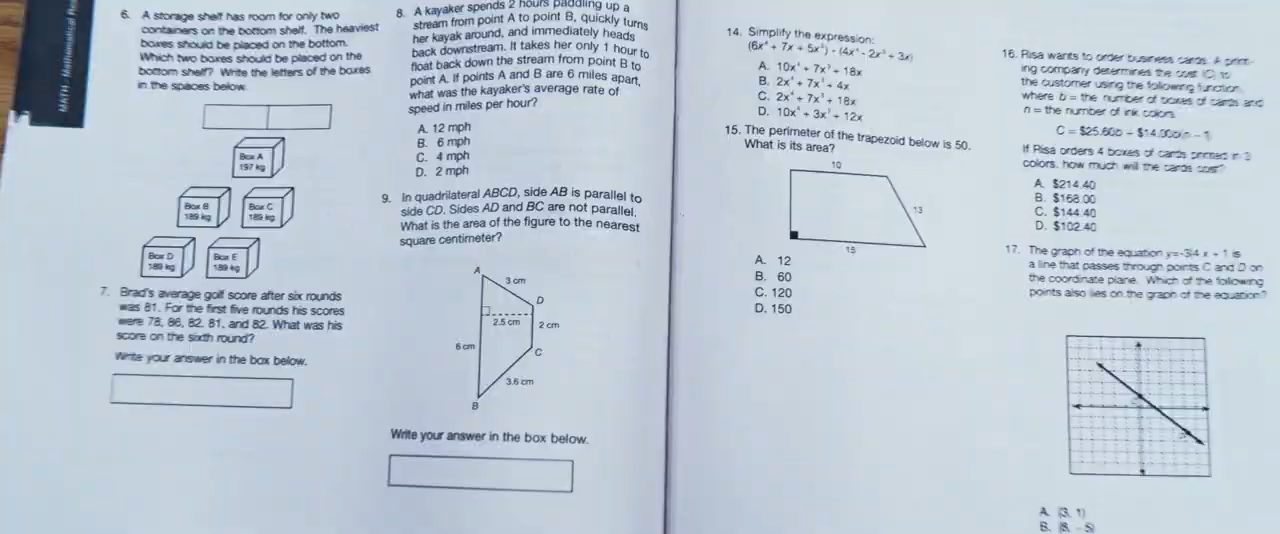 MATH - Mathematical
6. A storage shelf has room for only two
containers on the bottom shelf. The heaviest
boxes should be placed on the bottom.
Which two boxes should be placed on the
bottom shelf? Write the letters of the boxes
in the spaces below.
Box A
197 kg
Box B
189 kg
Box C
189 kg
Box D
189 kg
Box E
189 kg
7. Brad's average golf score after six rounds
was 81. For the first five rounds his scores
were 78, 86, 82, 81, and 82. What was his
score on the sixth round?
Write your answer in the box below.
8. A kayaker spends 2 hours paddling up a
stream from point A to point B, quickly turns
her kayak around, and immediately heads
back downstream. It takes her only 1 hour to
float back down the stream from point B to
point A. If points A and B are 6 miles apart,
what was the kayaker's average rate of
speed in miles per hour?
A. 12 mph
B. 6 mph
C. 4 mph
D. 2 mph
9. In quadrilateral ABCD, side AB is parallel to
side CD. Sides AD and BC are not parallel.
What is the area of the figure to the nearest
square centimeter?
A
3 cm
D
2.5 cm
2 cm
6 cm
C
3.6 cm
B
Write your answer in the box below.
14. Simplify the expression:
(6x⁴ + 7x + 5x³) - (4x⁴ - 2x³ + 3x)
A. 10x⁴ + 7x³ + 18x
B. 2x⁴ + 7x³ + 4x
C. 2x⁴ + 7x³ + 18x
D. 10x⁴ + 3x³ + 12x
15. The perimeter of the trapezoid below is 50.
What is its area?
10
13
15
A. 12
B. 60
C. 120
D. 150
16. Risa wants to order business cards. A print-
ing company determines the cost (C) to
the customer using the following function,
where b = the number of boxes of cards and
n = the number of ink colors.
C = $25.60b + $14.00b(n - 1)
If Risa orders 4 boxes of cards printed in 3
colors, how much will the cards cost?
A. $214.40
B. $168.00
C. $144.40
D. $102.40
17. The graph of the equation y=-3/4 x + 1 is
a line that passes through points C and D on
the coordinate plane. Which of the following
points also lies on the graph of the equation?
A. (3, 1)
B. (8, - 5)